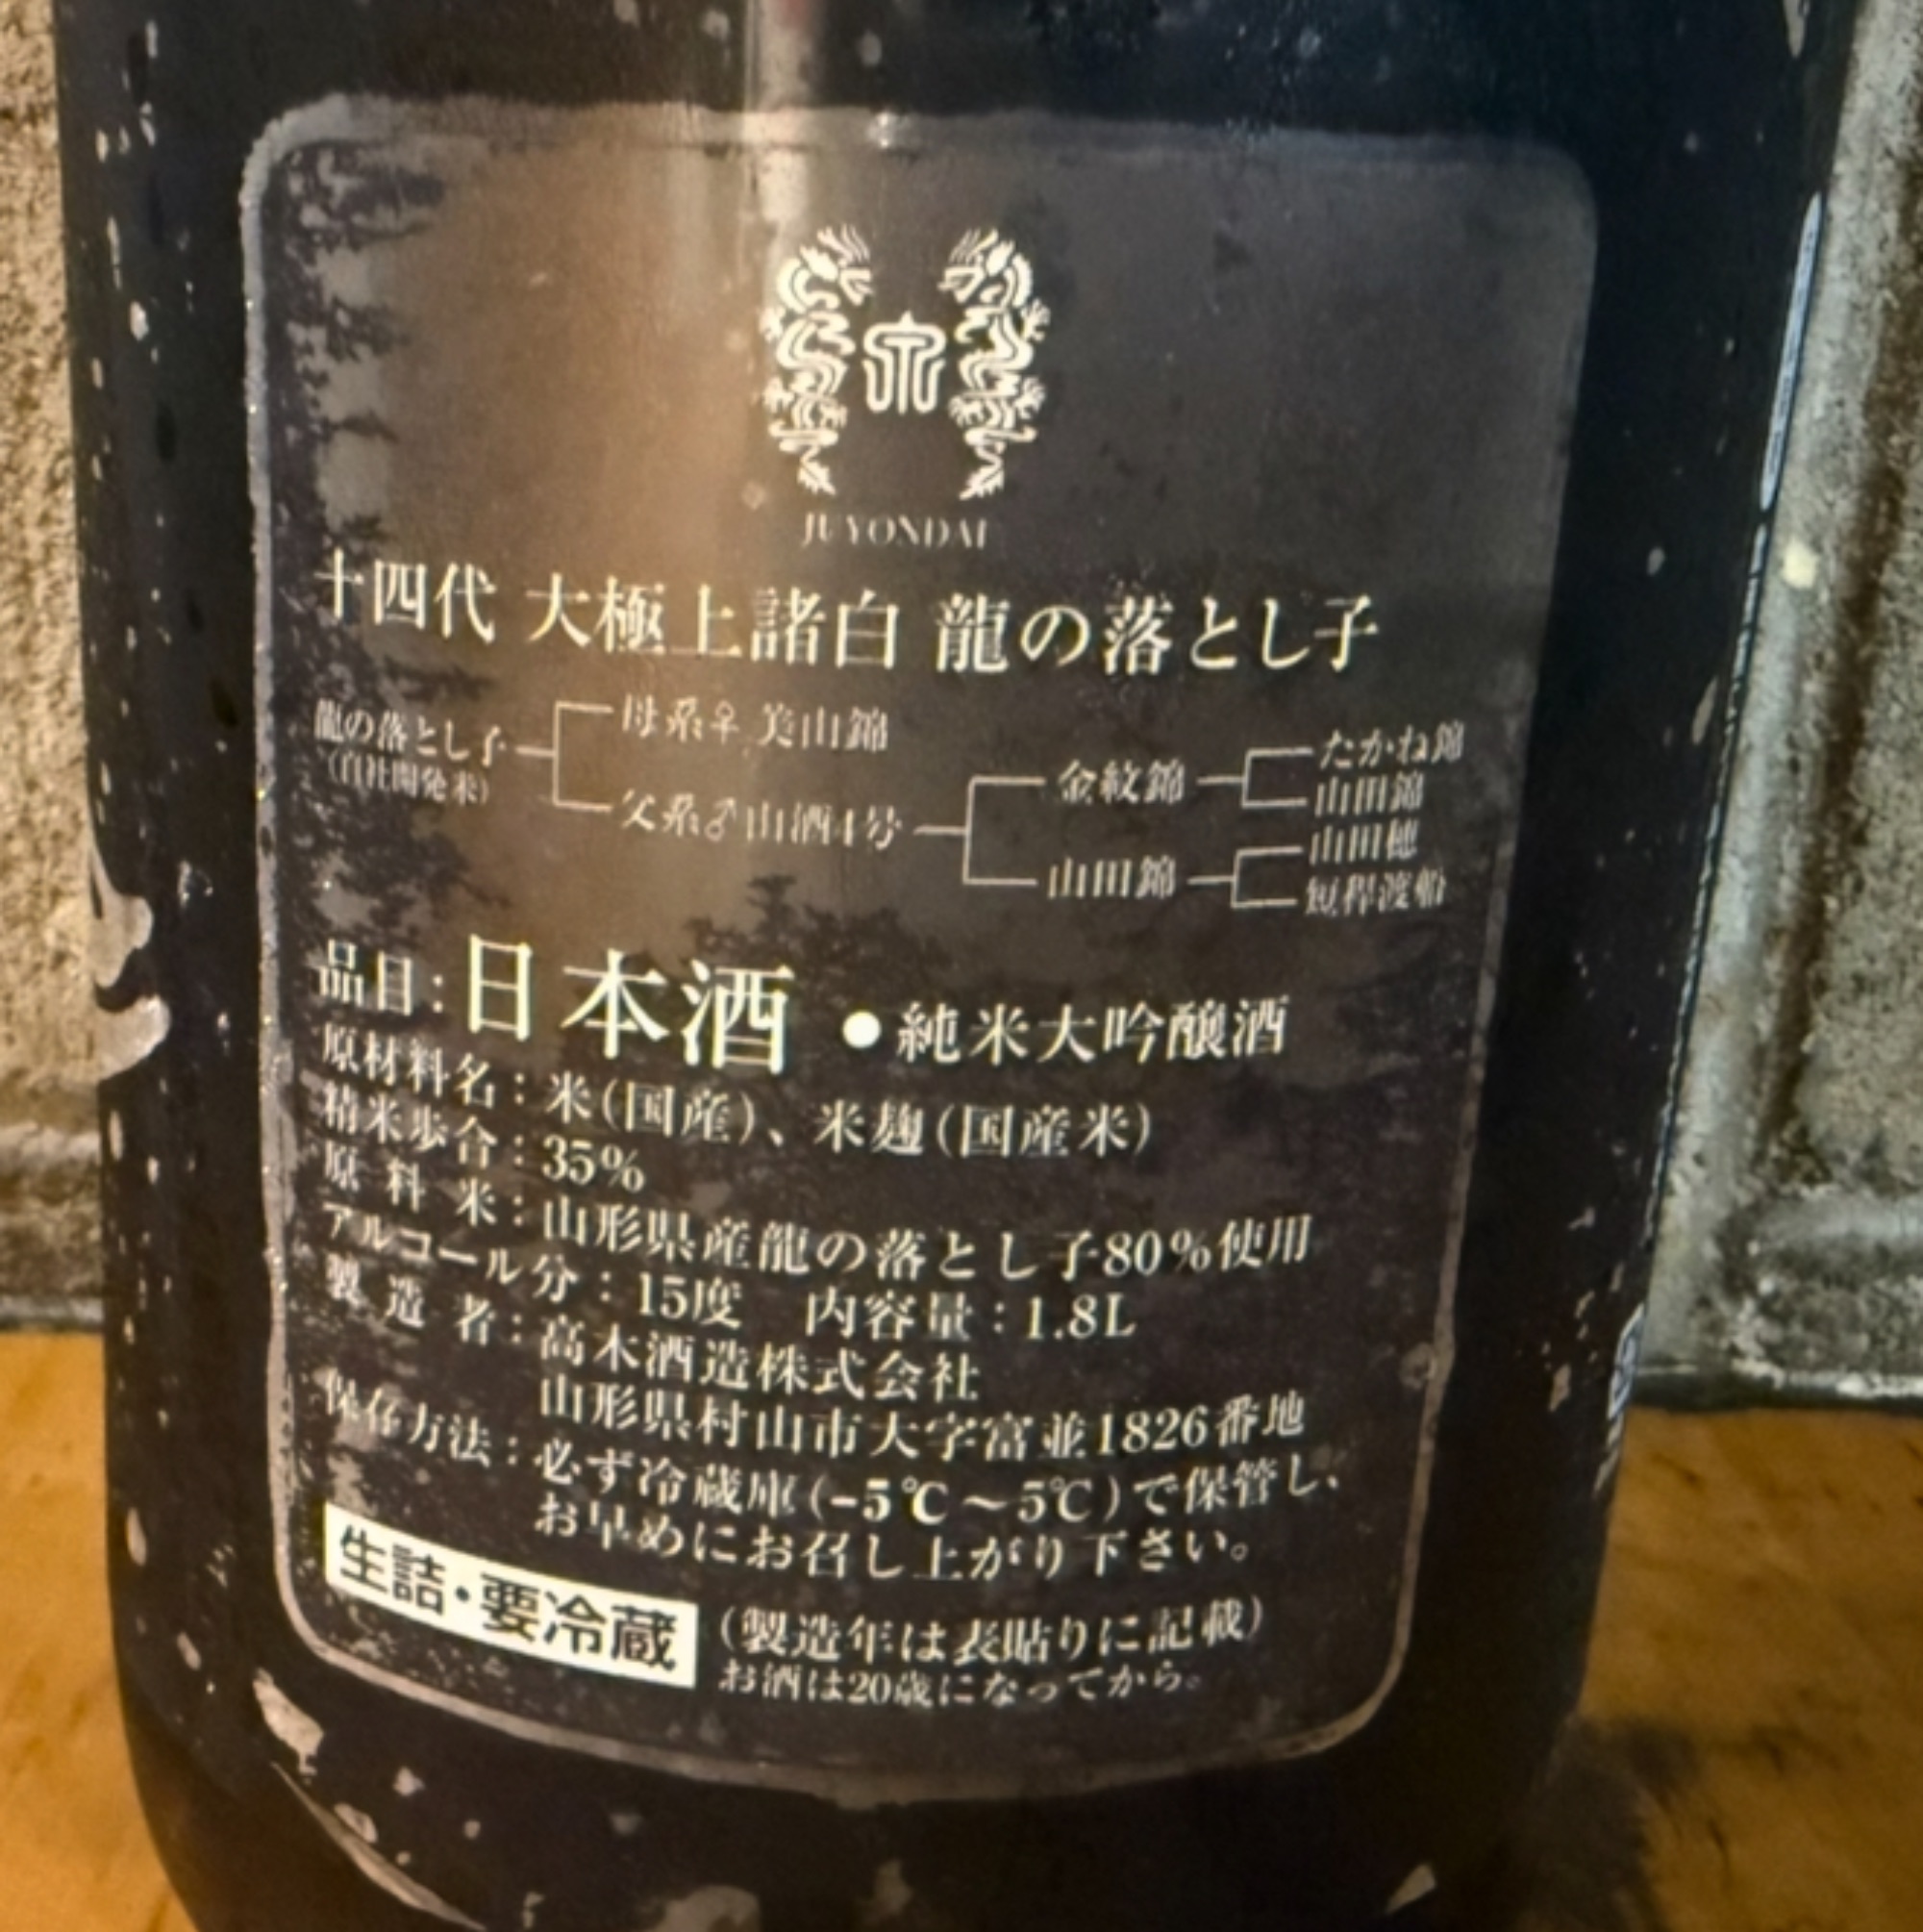 JUYONDAI
十四代 大極上諸白 龍の落とし子
龍の落とし子
(自社開発米)
母系♀ 美山錦
父系♂ 山酒4号
金紋錦
山田錦
たかね錦
山田錦
山田穂
短稈渡船
品目：日本酒 ●純米大吟醸酒
原材料名：米(国産)、米麹(国産米)
精米歩合：35%
原料米：山形県産龍の落とし子80%使用
アルコール分：15度 内容量：1.8L
製造者：高木酒造株式会社
山形県村山市大字富並1826番地
保存方法：必ず冷蔵庫(-5℃～5℃)で保管し、
お早めにお召し上がり下さい。
生詰・要冷蔵
(製造年は表貼りに記載)
お酒は20歳になってから。